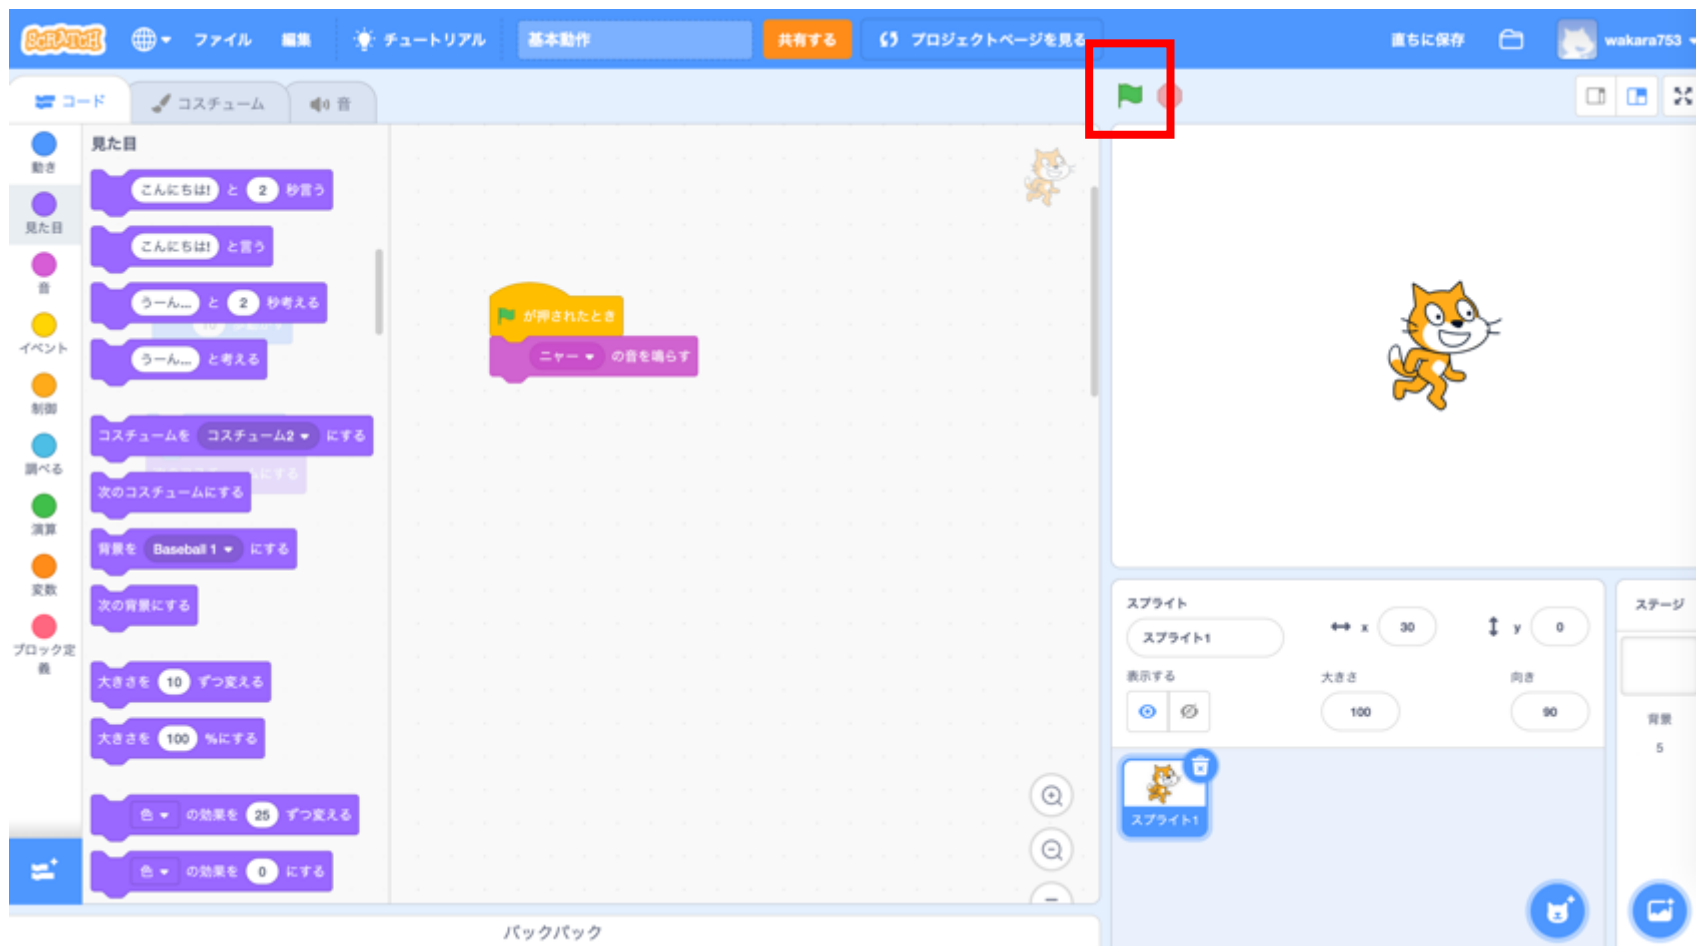 SCRATCH
ファイル 編集 チュートリアル 基本動作 共有する プロジェクトページを見る 直ちに保存 wakara753
コード コスチューム 音
動き
見た目
音
イベント
制御
調べる
演算
変数
ブロック定
義
見た目
こんにちは! と 2 秒言う
こんにちは! と言う
うーん... と 2 秒考える
うーん... と考える
コスチュームを コスチューム2 にする
次のコスチュームにする
背景を Baseball 1 にする
次の背景にする
大きさを 10 ずつ変える
大きさを 100 %にする
色 の効果を 25 ずつ変える
色 の効果を 0 にする
が押されたとき
ニャー の音を鳴らす
スプライト
スプライト1
x 30
y 0
表示する
大きさ
100
向き
90
スプライト1
ステージ
背景
5
バックパック